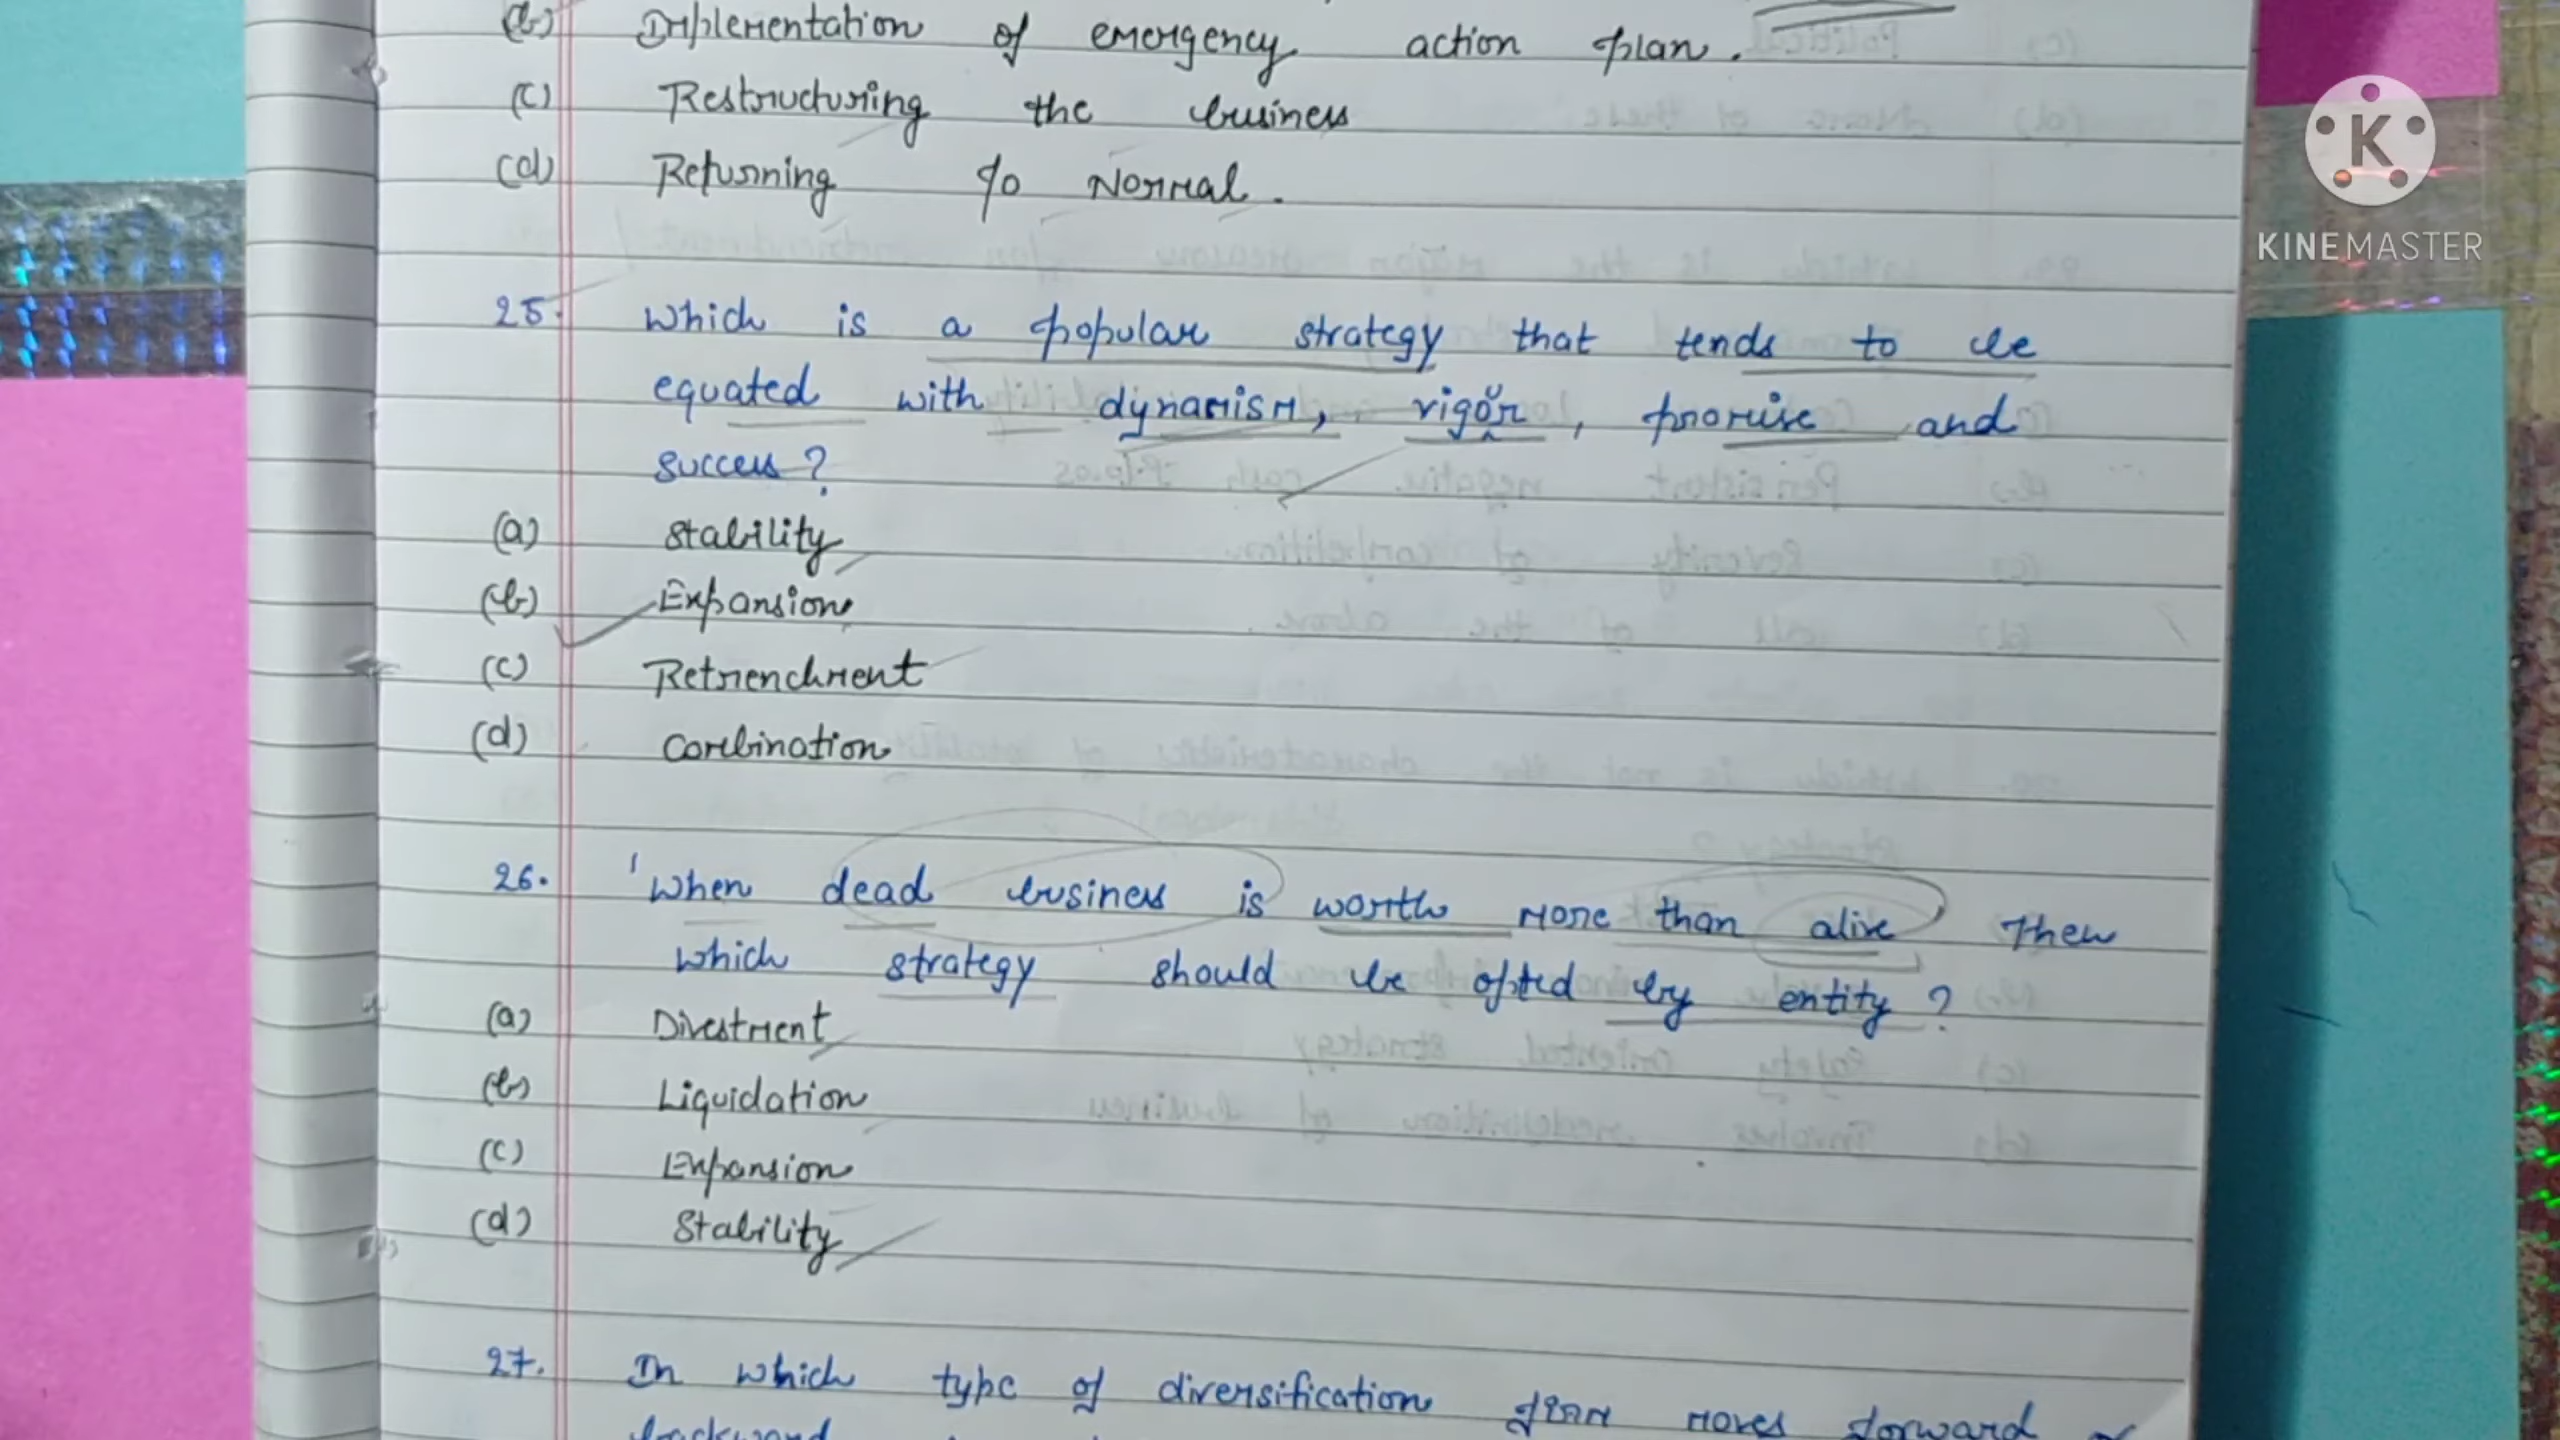 (b) Implementation of emergency action plan.
(c) Restructuring the business
(d) Returning to Normal.
25. Which is a popular strategy that tends to be
equated with dynamism, vigour, promise and
success?
(a) Stability
(b) Expansion
(c) Retrenchment
(d) Combination
26. 'When dead business is worth more than alive Then
which strategy should be opted by entity?
(a) Divestment
(b) Liquidation
(c) Expansion
(d) Stability
27. In which type of diversification firm moves forward or
backward
K
KINEMASTER